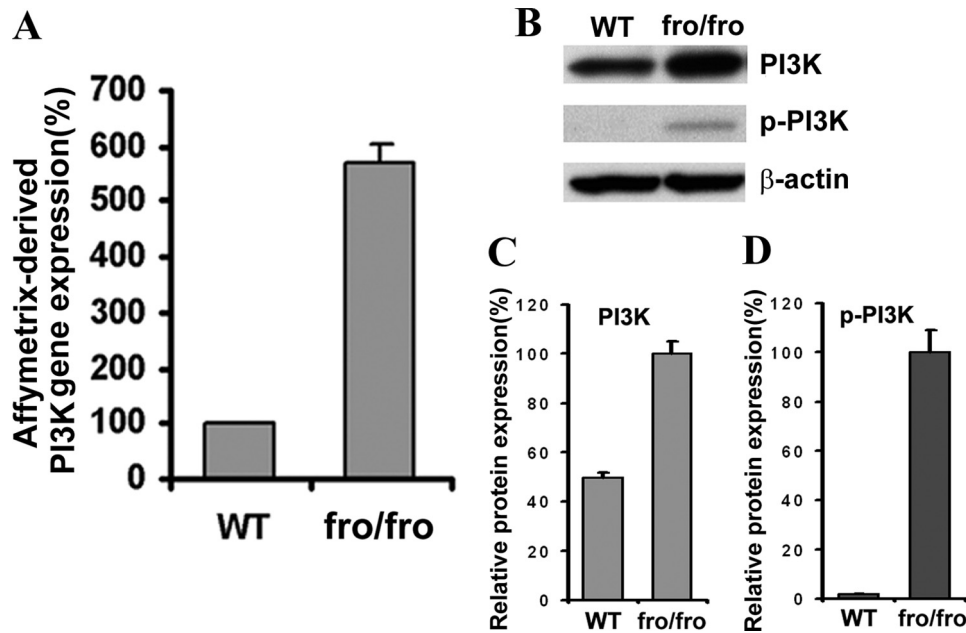 A
Affymetrix-derived
PI3K gene expression(%)
700
600
500
400
300
200
100
0
WT fro/fro
B
WT fro/fro
PI3K
p-PI3K
β-actin
C
Relative protein expression(%)
PI3K
120
100
80
60
40
20
0
WT fro/fro
D
Relative protein expression(%)
p-PI3K
120
100
80
60
40
20
0
WT fro/fro